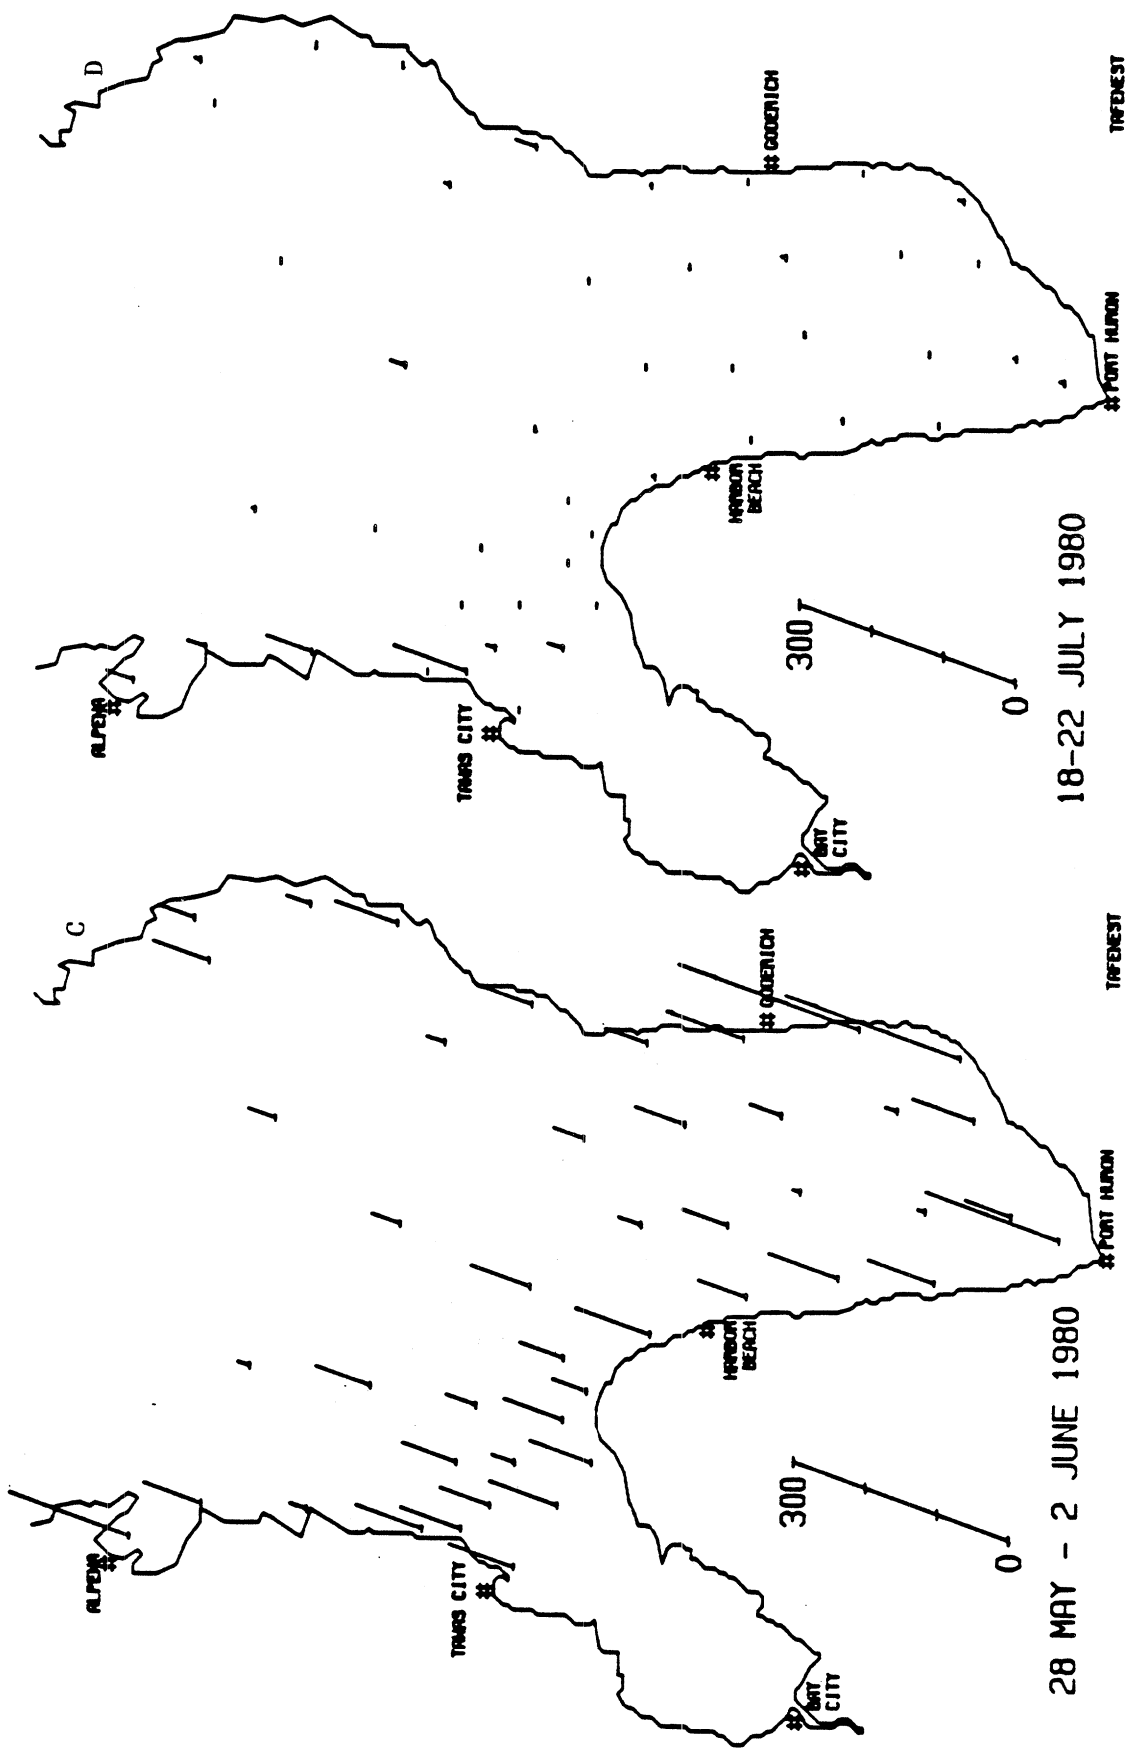 C
ALPENA
#
TAWAS CITY
#
# GODERICH
#
HARBOR
BEACH
#
BAY
CITY
# PORT HURON
300
0
28 MAY - 2 JUNE 1980
TAFENEST
D
ALPENA
#
TAWAS CITY
#
# GODERICH
#
HARBOR
BEACH
#
BAY
CITY
# PORT HURON
300
0
18-22 JULY 1980
TAFENEST